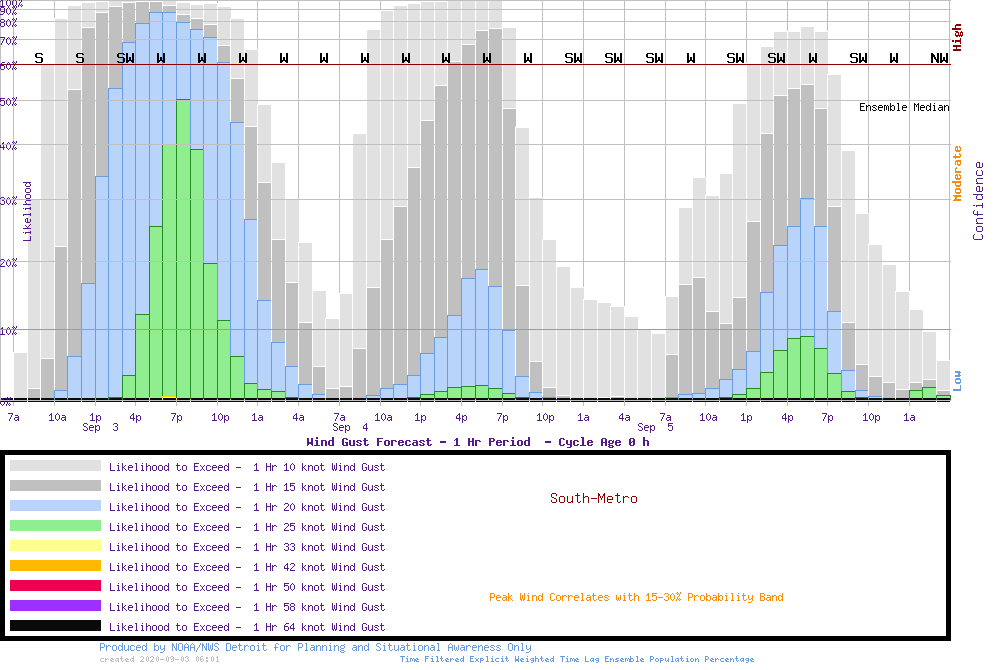 100%
90%
80%
70%
60%
50%
40%
30%
20%
10%
0%
Likelihood
S S SW W W W W W W W W W W SW SW SW W SW SW W SW W NW
Ensemble Median
High
Moderate
Low
Confidence
7a 10a 1p 4p 7p 10p 1a 4a 7a 10a 1p 4p 7p 10p 1a 4a 7a 10a 1p 4p 7p 10p 1a
Sep 3 Sep 4 Sep 5
Wind Gust Forecast - 1 Hr Period - Cycle Age 0 h
Likelihood to Exceed - 1 Hr 10 knot Wind Gust
Likelihood to Exceed - 1 Hr 15 knot Wind Gust
Likelihood to Exceed - 1 Hr 20 knot Wind Gust
Likelihood to Exceed - 1 Hr 25 knot Wind Gust
Likelihood to Exceed - 1 Hr 33 knot Wind Gust
Likelihood to Exceed - 1 Hr 42 knot Wind Gust
Likelihood to Exceed - 1 Hr 50 knot Wind Gust
Likelihood to Exceed - 1 Hr 58 knot Wind Gust
Likelihood to Exceed - 1 Hr 64 knot Wind Gust
South-Metro
Peak Wind Correlates with 15-30% Probability Band
Produced by NOAA/NWS Detroit for Planning and Situational Awareness Only
created 2020-09-03 06:01
Time Filtered Explicit Weighted Time Lag Ensemble Population Percentage